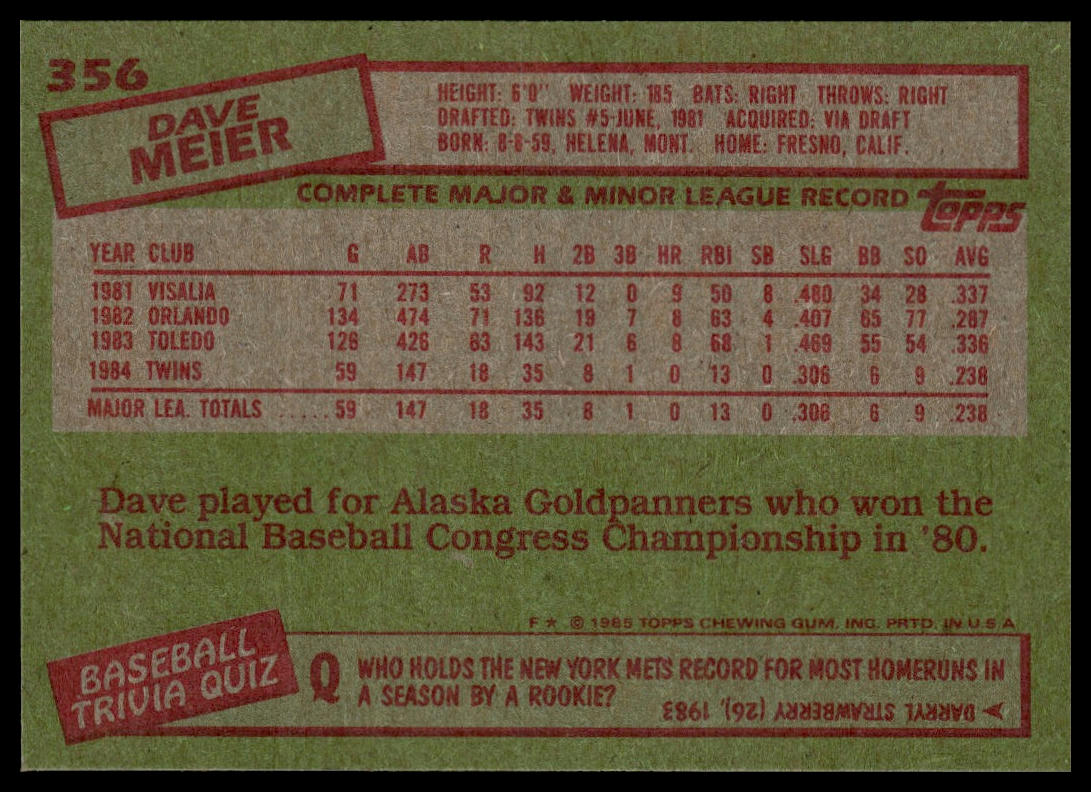 356
DAVE
MEIER
HEIGHT: 6'0" WEIGHT: 185 BATS: RIGHT THROWS: RIGHT
DRAFTED: TWINS #5-JUNE, 1981 ACQUIRED: VIA DRAFT
BORN: 8-8-59, HELENA, MONT. HOME: FRESNO, CALIF.
COMPLETE MAJOR & MINOR LEAGUE RECORD topps
YEAR CLUB G AB R H 2B 3B HR RBI SB SLG BB SO AVG
1981 VISALIA 71 273 53 92 12 0 9 50 8 .480 34 28 .337
1982 ORLANDO 134 474 71 136 19 7 8 63 4 .407 65 77 .287
1983 TOLEDO 126 426 83 143 21 6 8 68 1 .469 55 54 .336
1984 TWINS 59 147 18 35 8 1 0 13 0 .306 6 9 .238
MAJOR LEA. TOTALS .....59 147 18 35 8 1 0 13 0 .306 6 9 .238
Dave played for Alaska Goldpanners who won the
National Baseball Congress Championship in '80.
F★ © 1985 TOPPS CHEWING GUM, INC. PRTD. IN U.S.A
BASEBALL
TRIVIA QUIZ
Q WHO HOLDS THE NEW YORK METS RECORD FOR MOST HOMERUNS IN
A SEASON BY A ROOKIE?
A DARRYL STRAWBERRY (26), 1983